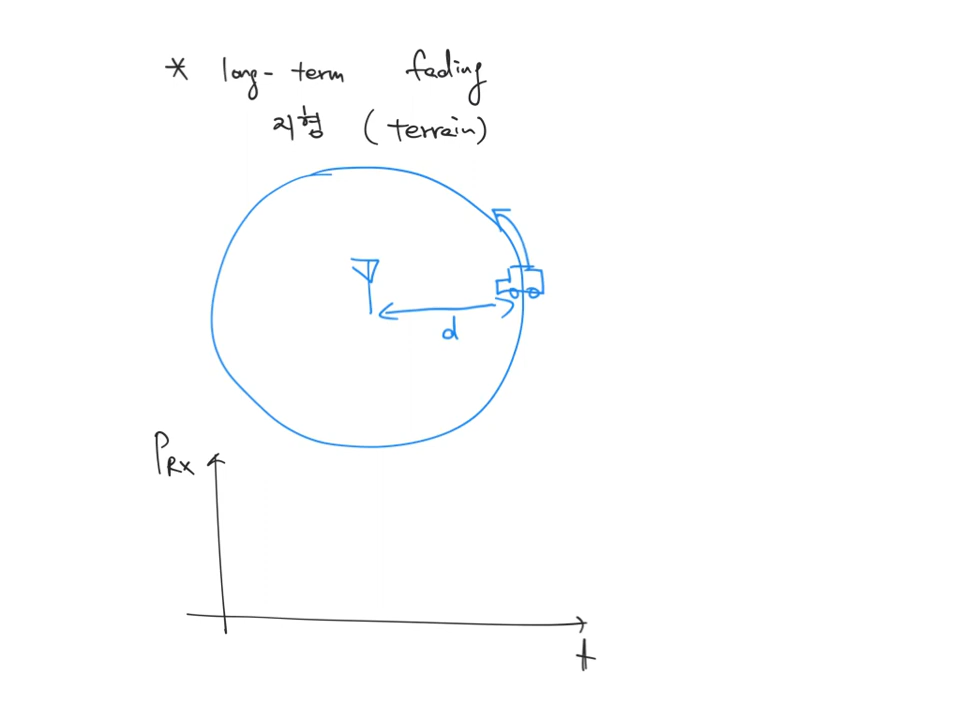 * long-term fading
지형 (terrain)
d
PRX
t